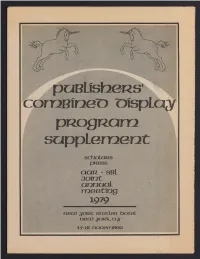 publishers'
combined display
program
supplement
scholars
press
aar - sbl
joint
annual
meeting
1979
new york statler hotel
new york, n.y.
15-18 november